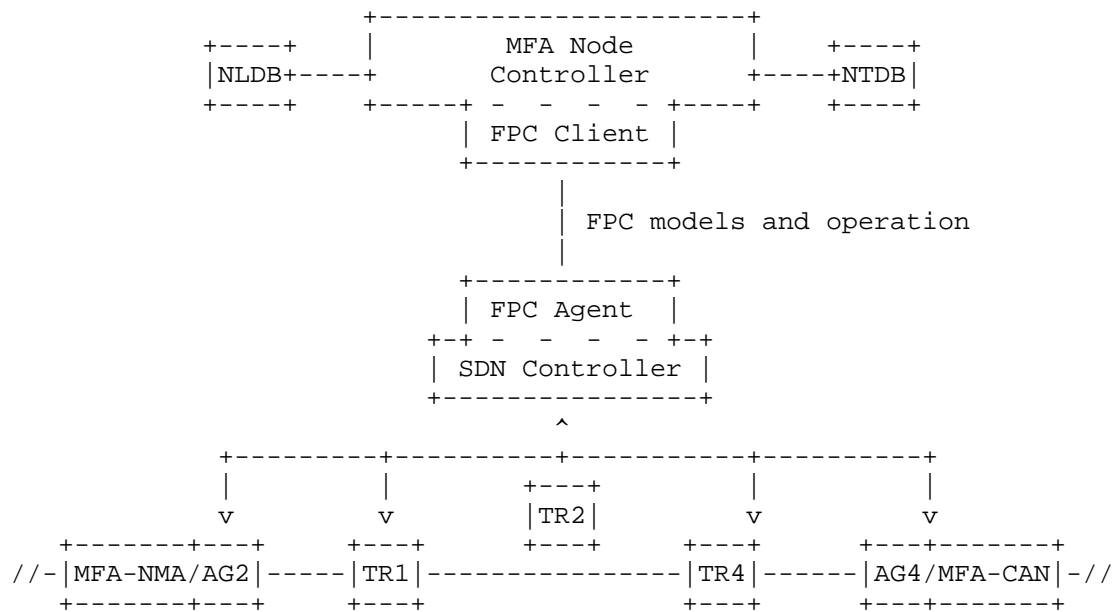 MFA Node
NLDB Controller NTDB
FPC Client
FPC models and operation
FPC Agent
SDN Controller
TR2
//-|MFA-NMA/AG2| TR1 TR4 |AG4/MFA-CAN|-//